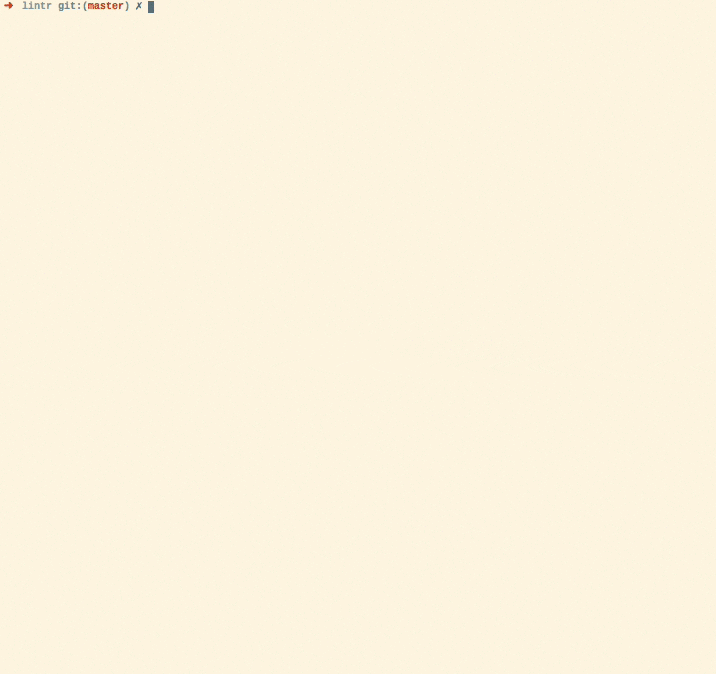 ➜ lintr git:(master) ✗